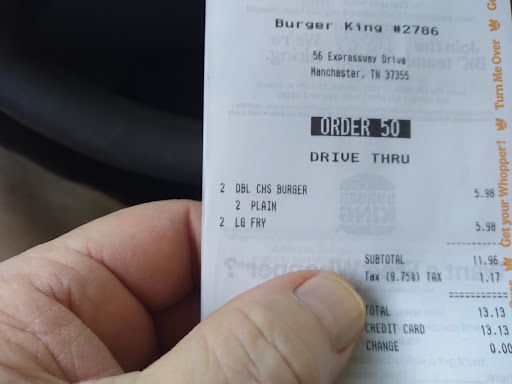 Burger King #2786
56 Expressway Drive
Manchester, TN 37355
ORDER 50
DRIVE THRU
2 DBL CHS BURGER 5.98
2 PLAIN
2 LG FRY 5.98
SUBTOTAL 11.96
Tax (9.75%) TAX 1.17
TOTAL 13.13
CREDIT CARD 13.13
CHANGE 0.00
Get your Whopper! Turn Me Over